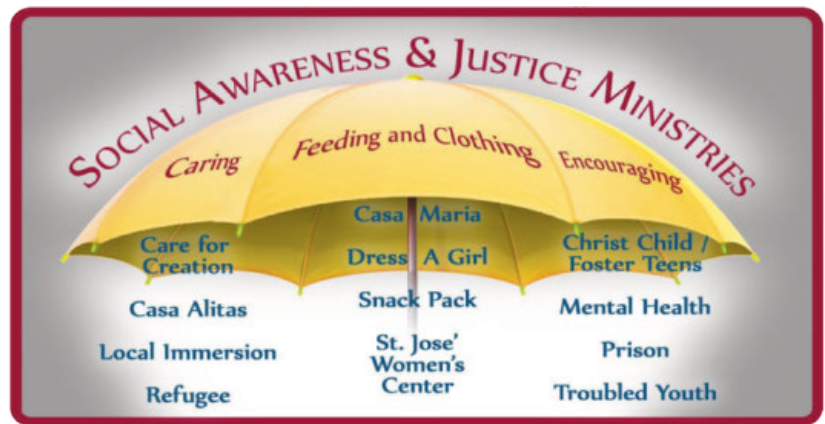 SOCIAL AWARENESS & JUSTICE MINISTRIES
Caring
Feeding and Clothing
Encouraging
Care for
Creation
Casa Alitas
Local Immersion
Refugee
Casa Maria
Dress A Girl
Snack Pack
St. Jose’
Women's
Center
Christ Child /
Foster Teens
Mental Health
Prison
Troubled Youth